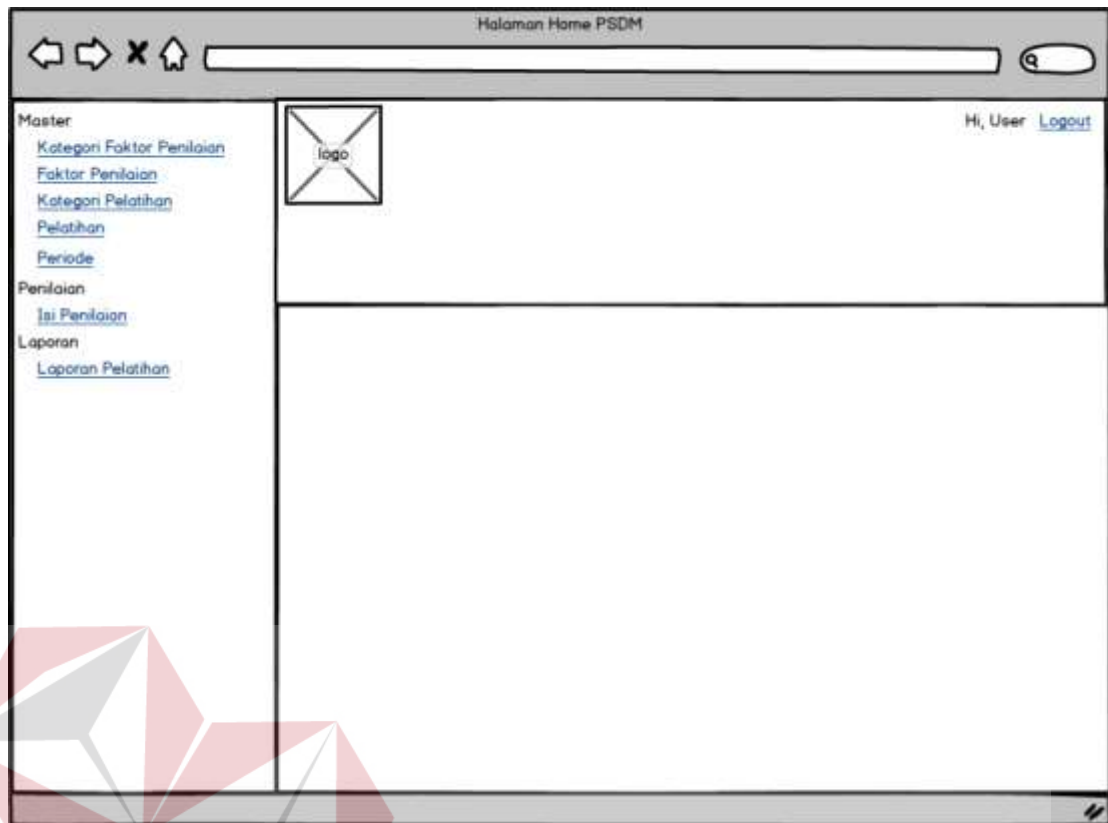 Halaman Home PSDM
Master
Kategori Faktor Penilaian
Faktor Penilaian
Kategori Pelatihan
Pelatihan
Periode
Penilaian
Isi Penilaian
Laporan
Laporan Pelatihan
logo
Hi, User Logout